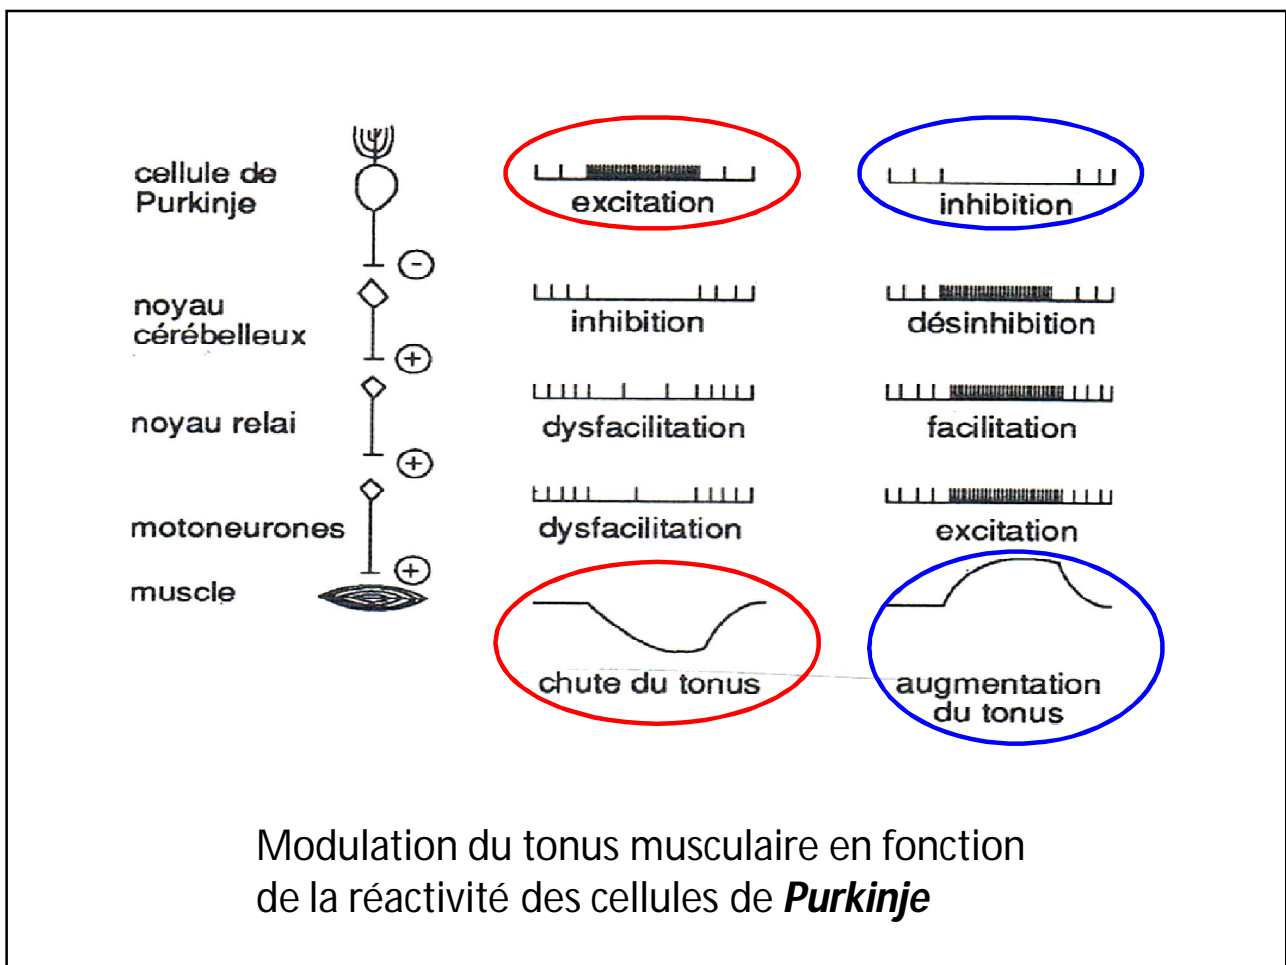 cellule de
Purkinje
excitation
inhibition
-
noyau
cérébelleux
inhibition
désinhibition
+
noyau relai
dysfacilitation
facilitation
+
motoneurones
dysfacilitation
excitation
+
muscle
chute du tonus
augmentation
du tonus
Modulation du tonus musculaire en fonction
de la réactivité des cellules de Purkinje